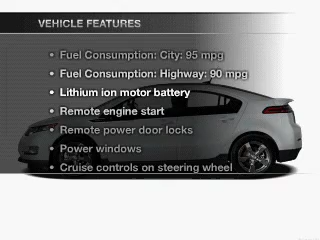 VEHICLE FEATURES
• Fuel Consumption: City: 95 mpg
• Fuel Consumption: Highway: 90 mpg
• Lithium ion motor battery
• Remote engine start
• Remote power door locks
• Power windows
• Cruise controls on steering wheel